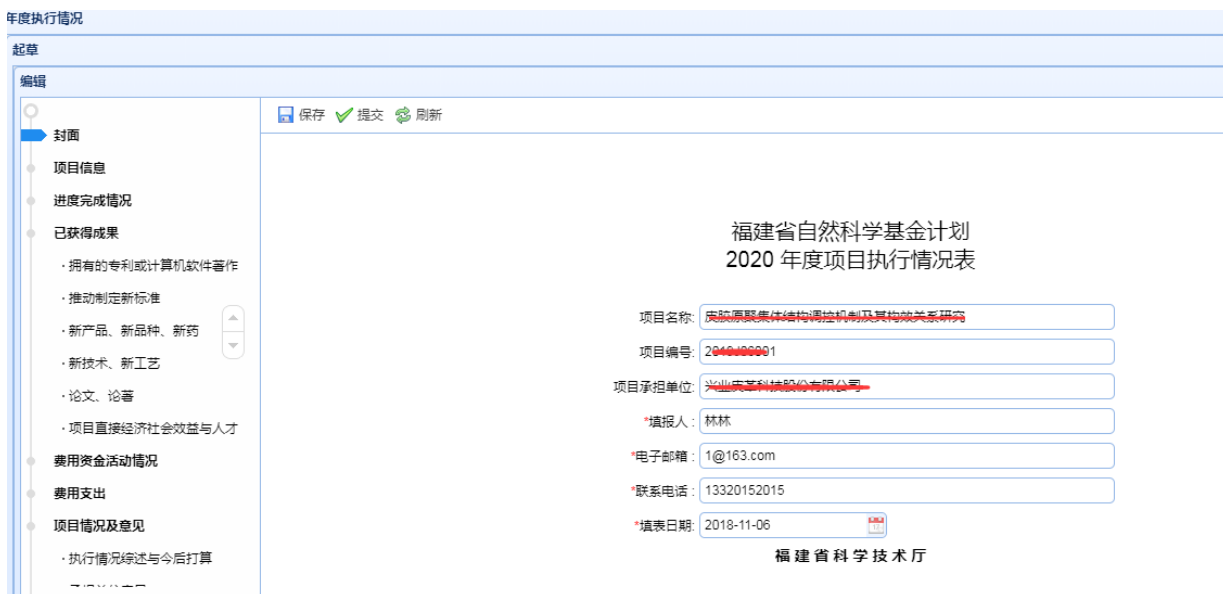 年度执行情况
起草
编辑
保存 提交 刷新
封面
项目信息
进度完成情况
已获得成果
·拥有的专利或计算机软件著作
·推动制定新标准
·新产品、新品种、新药
·新技术、新工艺
·论文、论著
·项目直接经济社会效益与人才
费用资金活动情况
费用支出
项目情况及意见
·执行情况综述与今后打算
福建省自然科学基金计划
2020 年度项目执行情况表
项目名称:
项目编号:
项目承担单位:
*填报人: 林林
*电子邮箱: 1@163.com
*联系电话: 13320152015
*填表日期: 2018-11-06
福建省科学技术厅